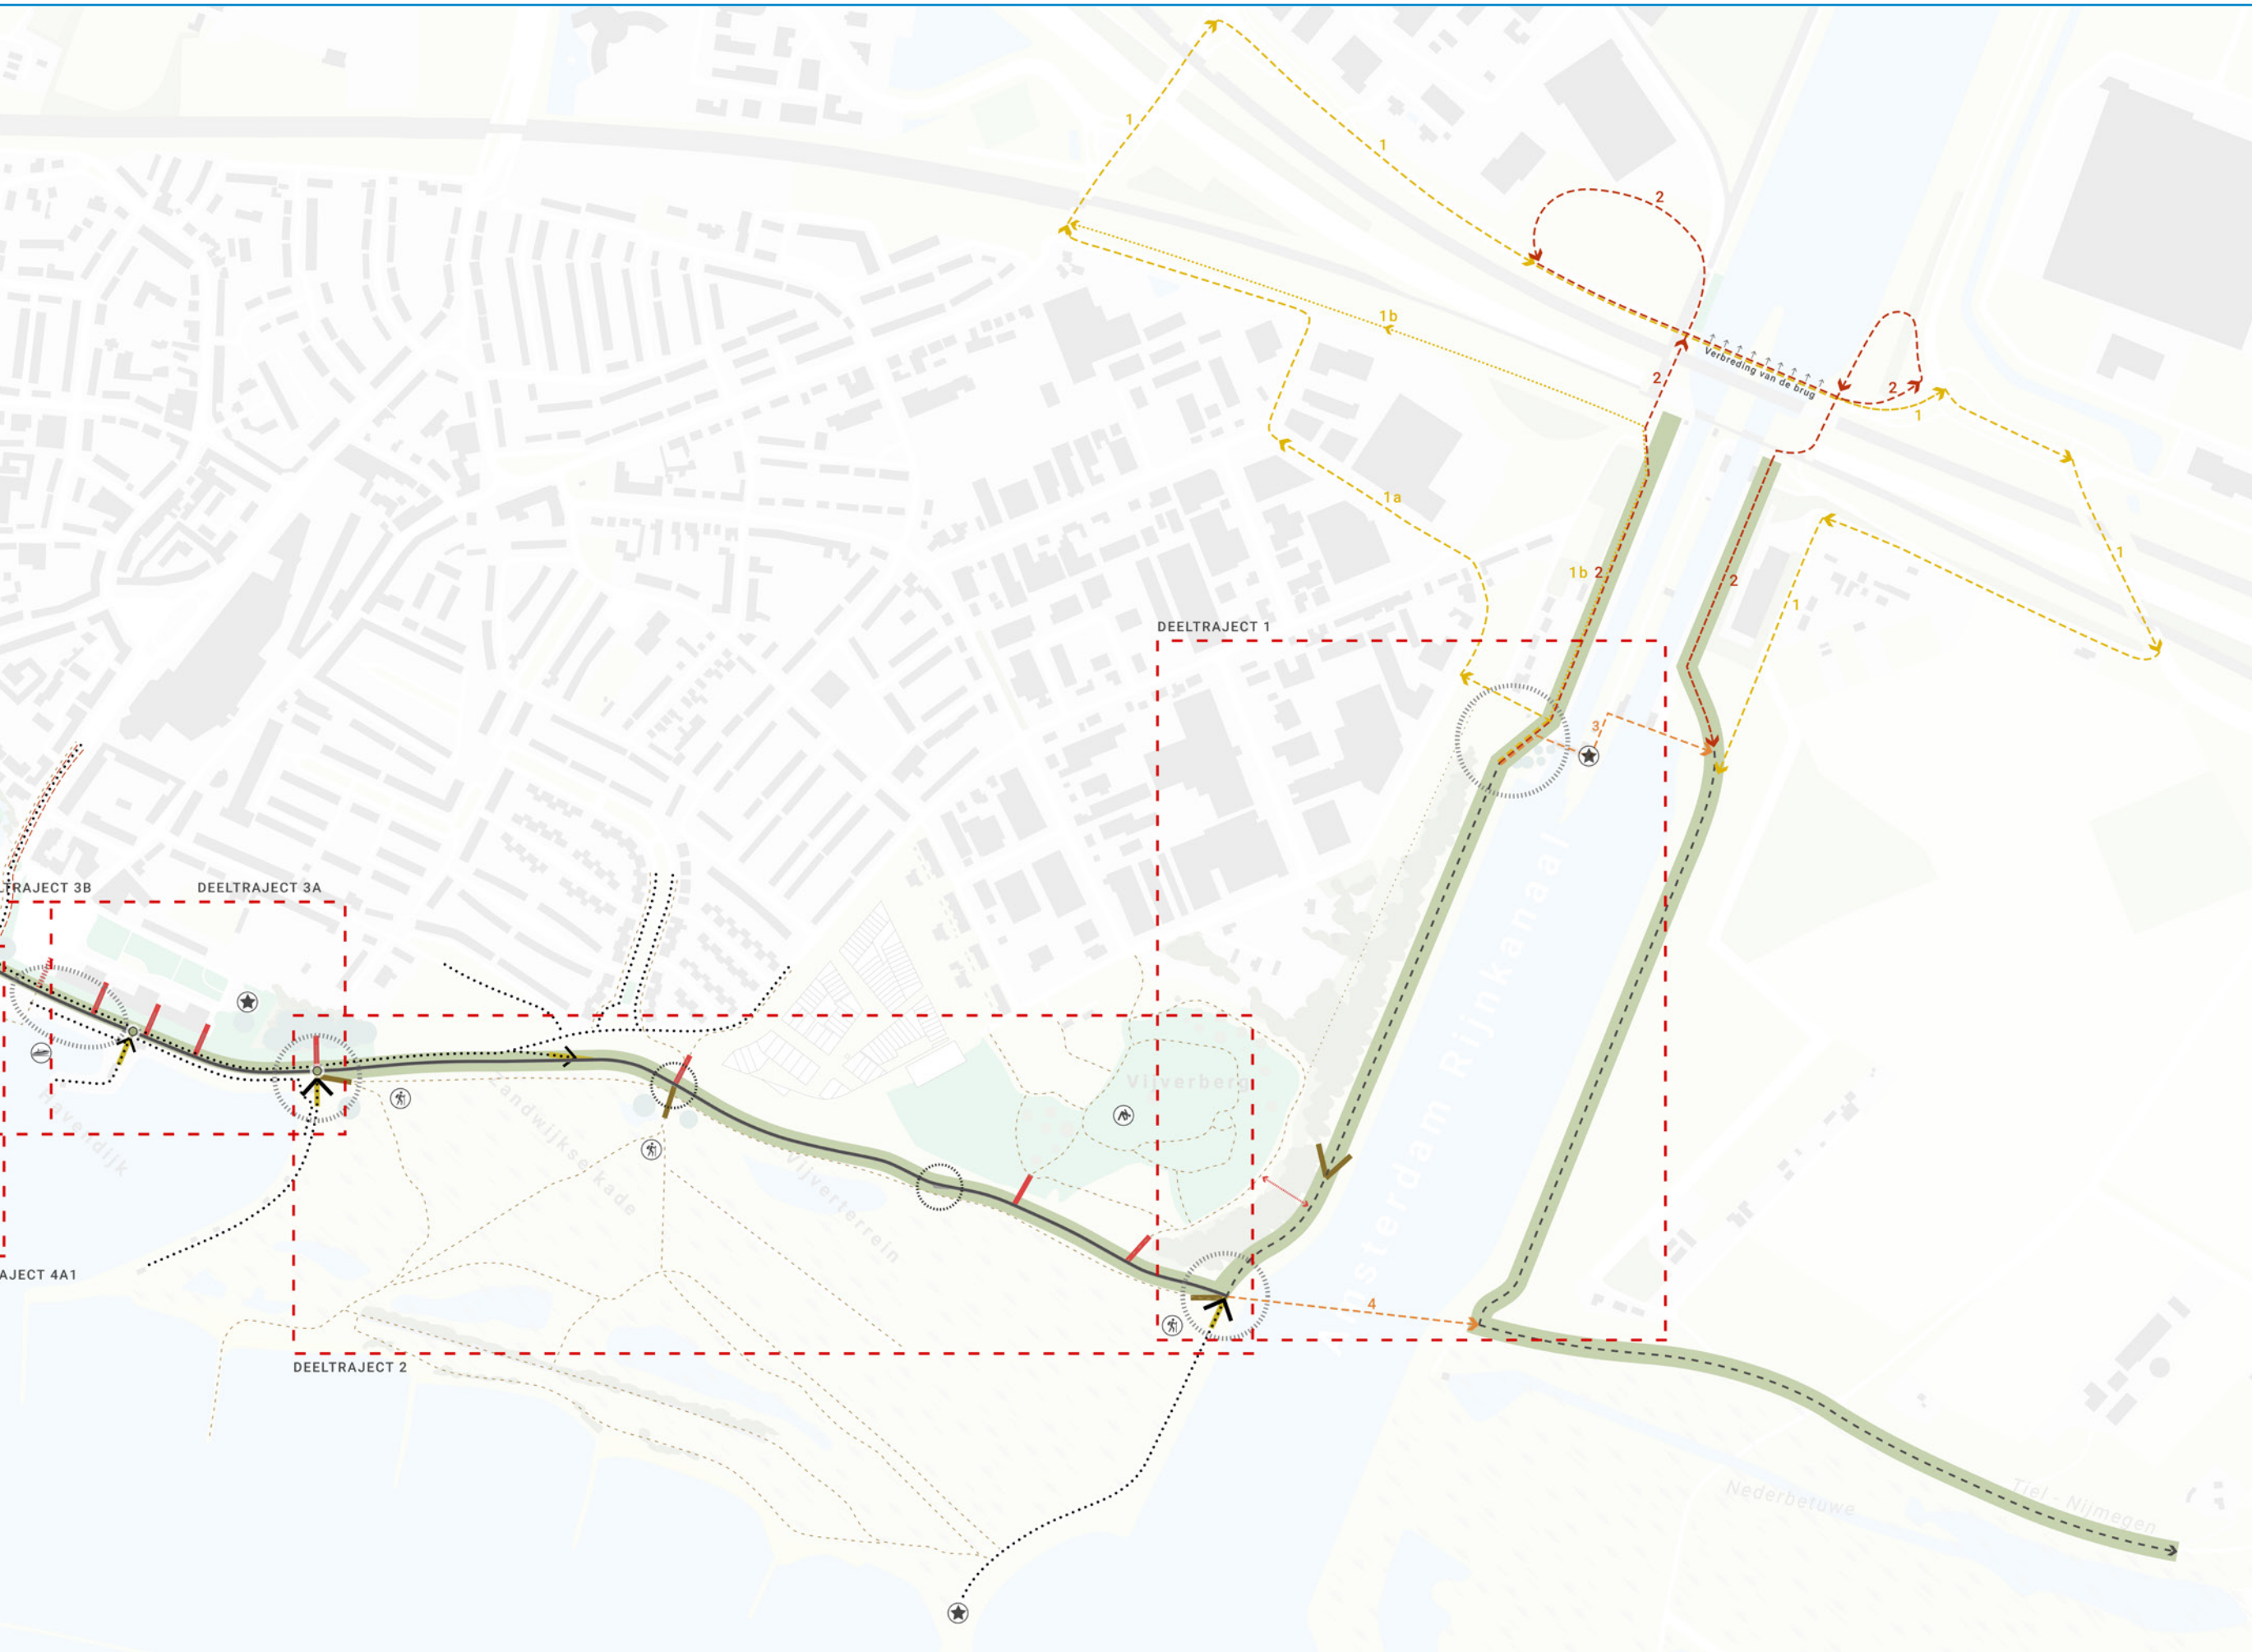 1
1
2
1b
2
Verbreding van de brug
2
1
1a
1
1b 2
2
1
DEELTRAJECT 1
3
Amsterdam Rijnkanaal
TRAJECT 3B
DEELTRAJECT 3A
Vijverberg
Havendijk
Zandwijkse kade
Vijverterrein
AJECT 4A1
4
DEELTRAJECT 2
Nederbetuwe
Tiel - Nijmegen